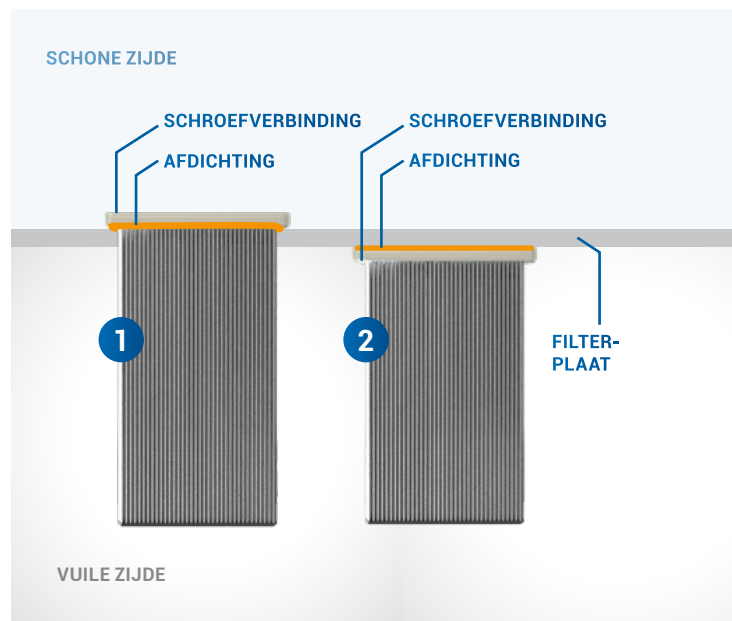 SCHONE ZIJDE
SCHROEFVERBINDING
AFDICHTING
SCHROEFVERBINDING
AFDICHTING
1
2
FILTER-
PLAAT
VUILE ZIJDE